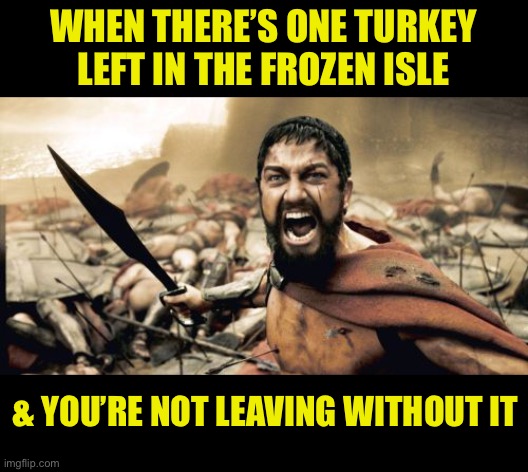 WHEN THERE'S ONE TURKEY
LEFT IN THE FROZEN ISLE
& YOU'RE NOT LEAVING WITHOUT IT
imgflip.com